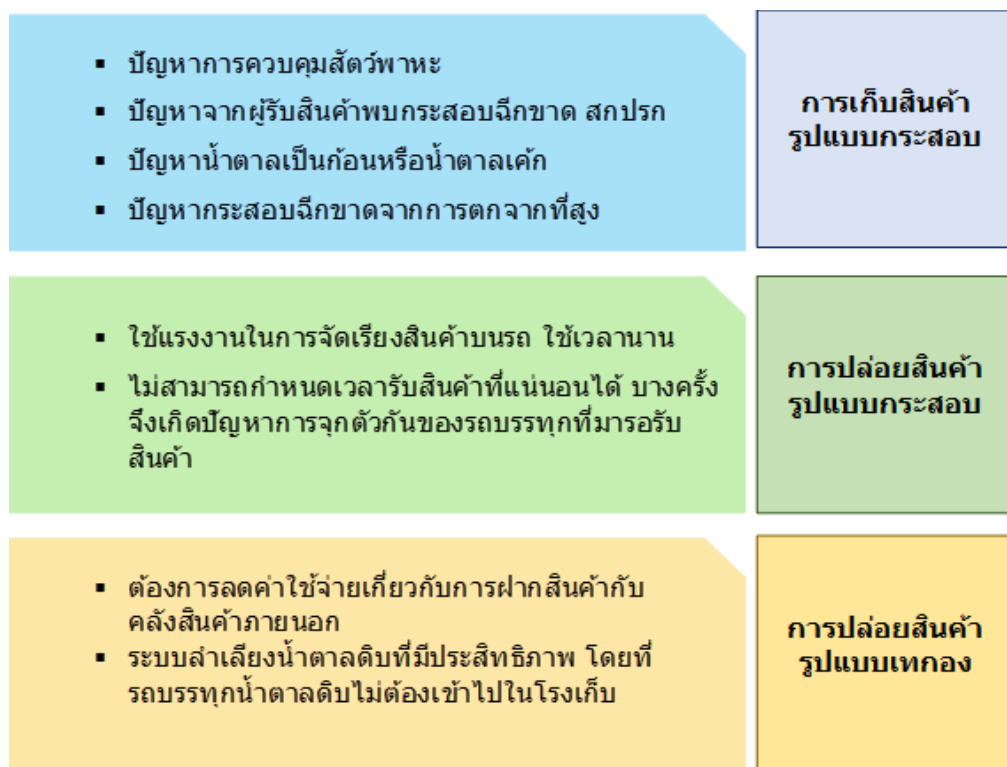 ▪ ปัญหาการควบคุมสัตว์พาหะ
▪ ปัญหาจากผู้รับสินค้าพบกระสอบฉีกขาด สกปรก
▪ ปัญหาน้ำตาลเป็นก้อนหรือน้ำตาลเค้ก
▪ ปัญหากระสอบฉีกขาดจากการตกจากที่สูง
การเก็บสินค้า
รูปแบบกระสอบ
▪ ใช้แรงงานในการจัดเรียงสินค้าบนรถ ใช้เวลานาน
▪ ไม่สามารถกำหนดเวลารับสินค้าที่แน่นอนได้ บางครั้ง
จึงเกิดปัญหาการจุกตัวกันของรถบรรทุกที่มารอรับ
สินค้า
การปล่อยสินค้า
รูปแบบกระสอบ
▪ ต้องการลดค่าใช้จ่ายเกี่ยวกับการฝากสินค้ากับ
คลังสินค้าภายนอก
▪ ระบบลำเลียงน้ำตาลดิบที่มีประสิทธิภาพ โดยที่
รถบรรทุกน้ำตาลดิบไม่ต้องเข้าไปในโรงเก็บ
การปล่อยสินค้า
รูปแบบเทกอง